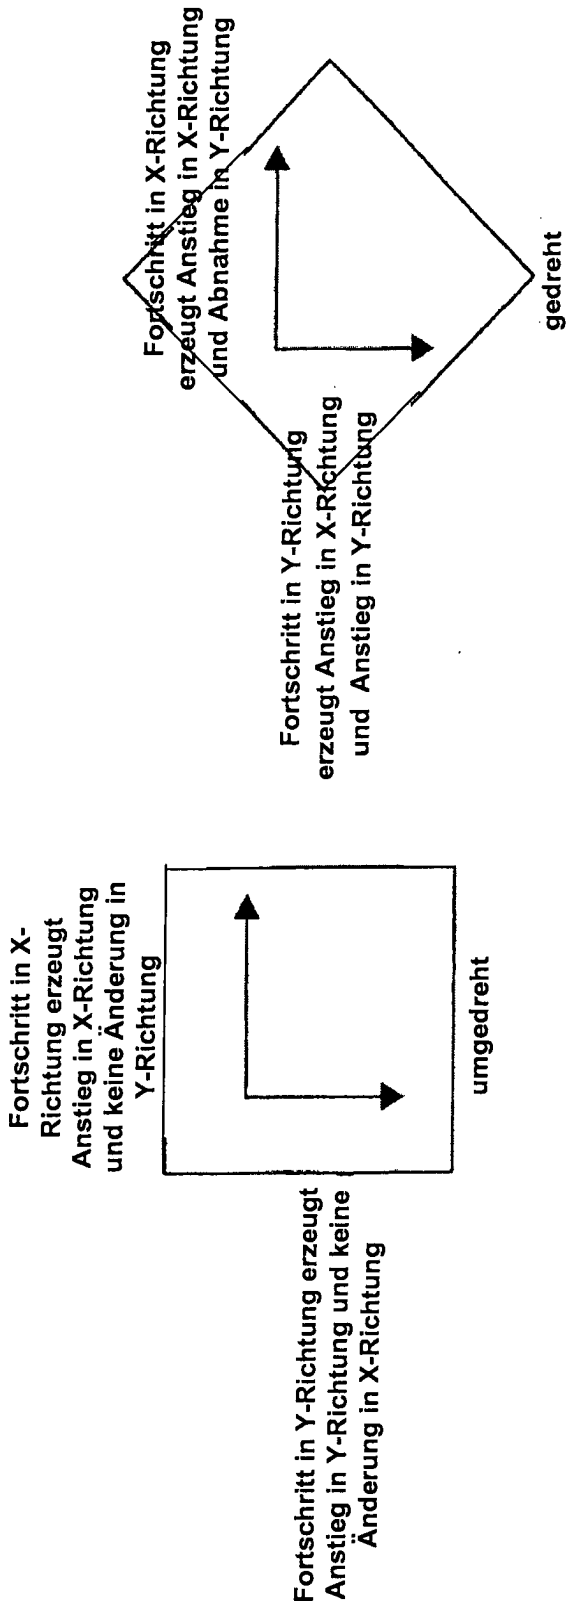 Fortschritt in X-
Richtung erzeugt
Anstieg in X-Richtung
und keine Änderung in
Y-Richtung
Fortschritt in Y-Richtung erzeugt
Anstieg in Y-Richtung und keine
Änderung in X-Richtung
umgedreht
Fortschritt in X-Richtung
erzeugt Anstieg in X-Richtung
und Abnahme in Y-Richtung
Fortschritt in Y-Richtung
erzeugt Anstieg in X-Richtung
und Anstieg in Y-Richtung
gedreht